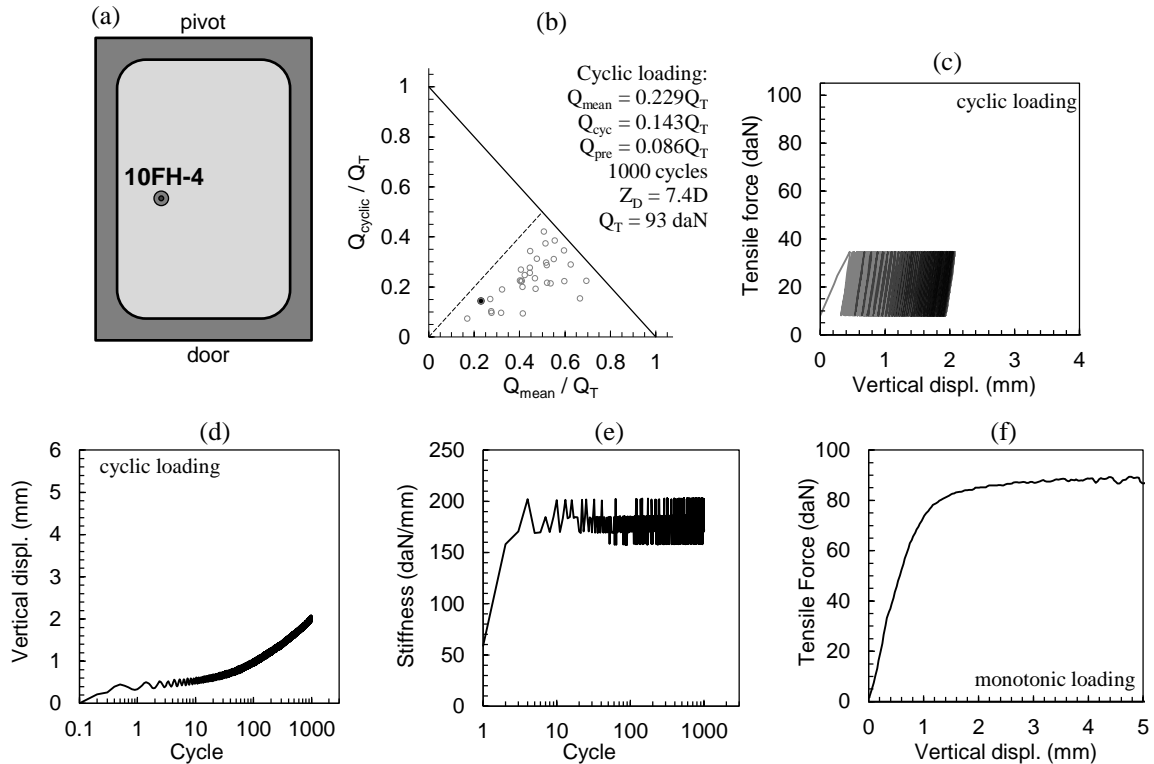 (a)
pivot
10FH-4
door
(b)
Cyclic loading:
Q_mean = 0.229Q_T
Q_cyc = 0.143Q_T
Q_pre = 0.086Q_T
1000 cycles
Z_D = 7.4D
Q_T = 93 daN
Q_cyclic / Q_T
1
0.8
0.6
0.4
0.2
0
0 0.2 0.4 0.6 0.8 1
Q_mean / Q_T
(c)
cyclic loading
Tensile force (daN)
100
80
60
40
20
0
0 1 2 3 4
Vertical displ. (mm)
(d)
cyclic loading
Vertical displ. (mm)
6
5
4
3
2
1
0
0.1 1 10 100 1000
Cycle
(e)
Stiffness (daN/mm)
250
200
150
100
50
0
1 10 100 1000
Cycle
(f)
Tensile Force (daN)
100
80
60
40
20
0
monotonic loading
0 1 2 3 4 5
Vertical displ. (mm)